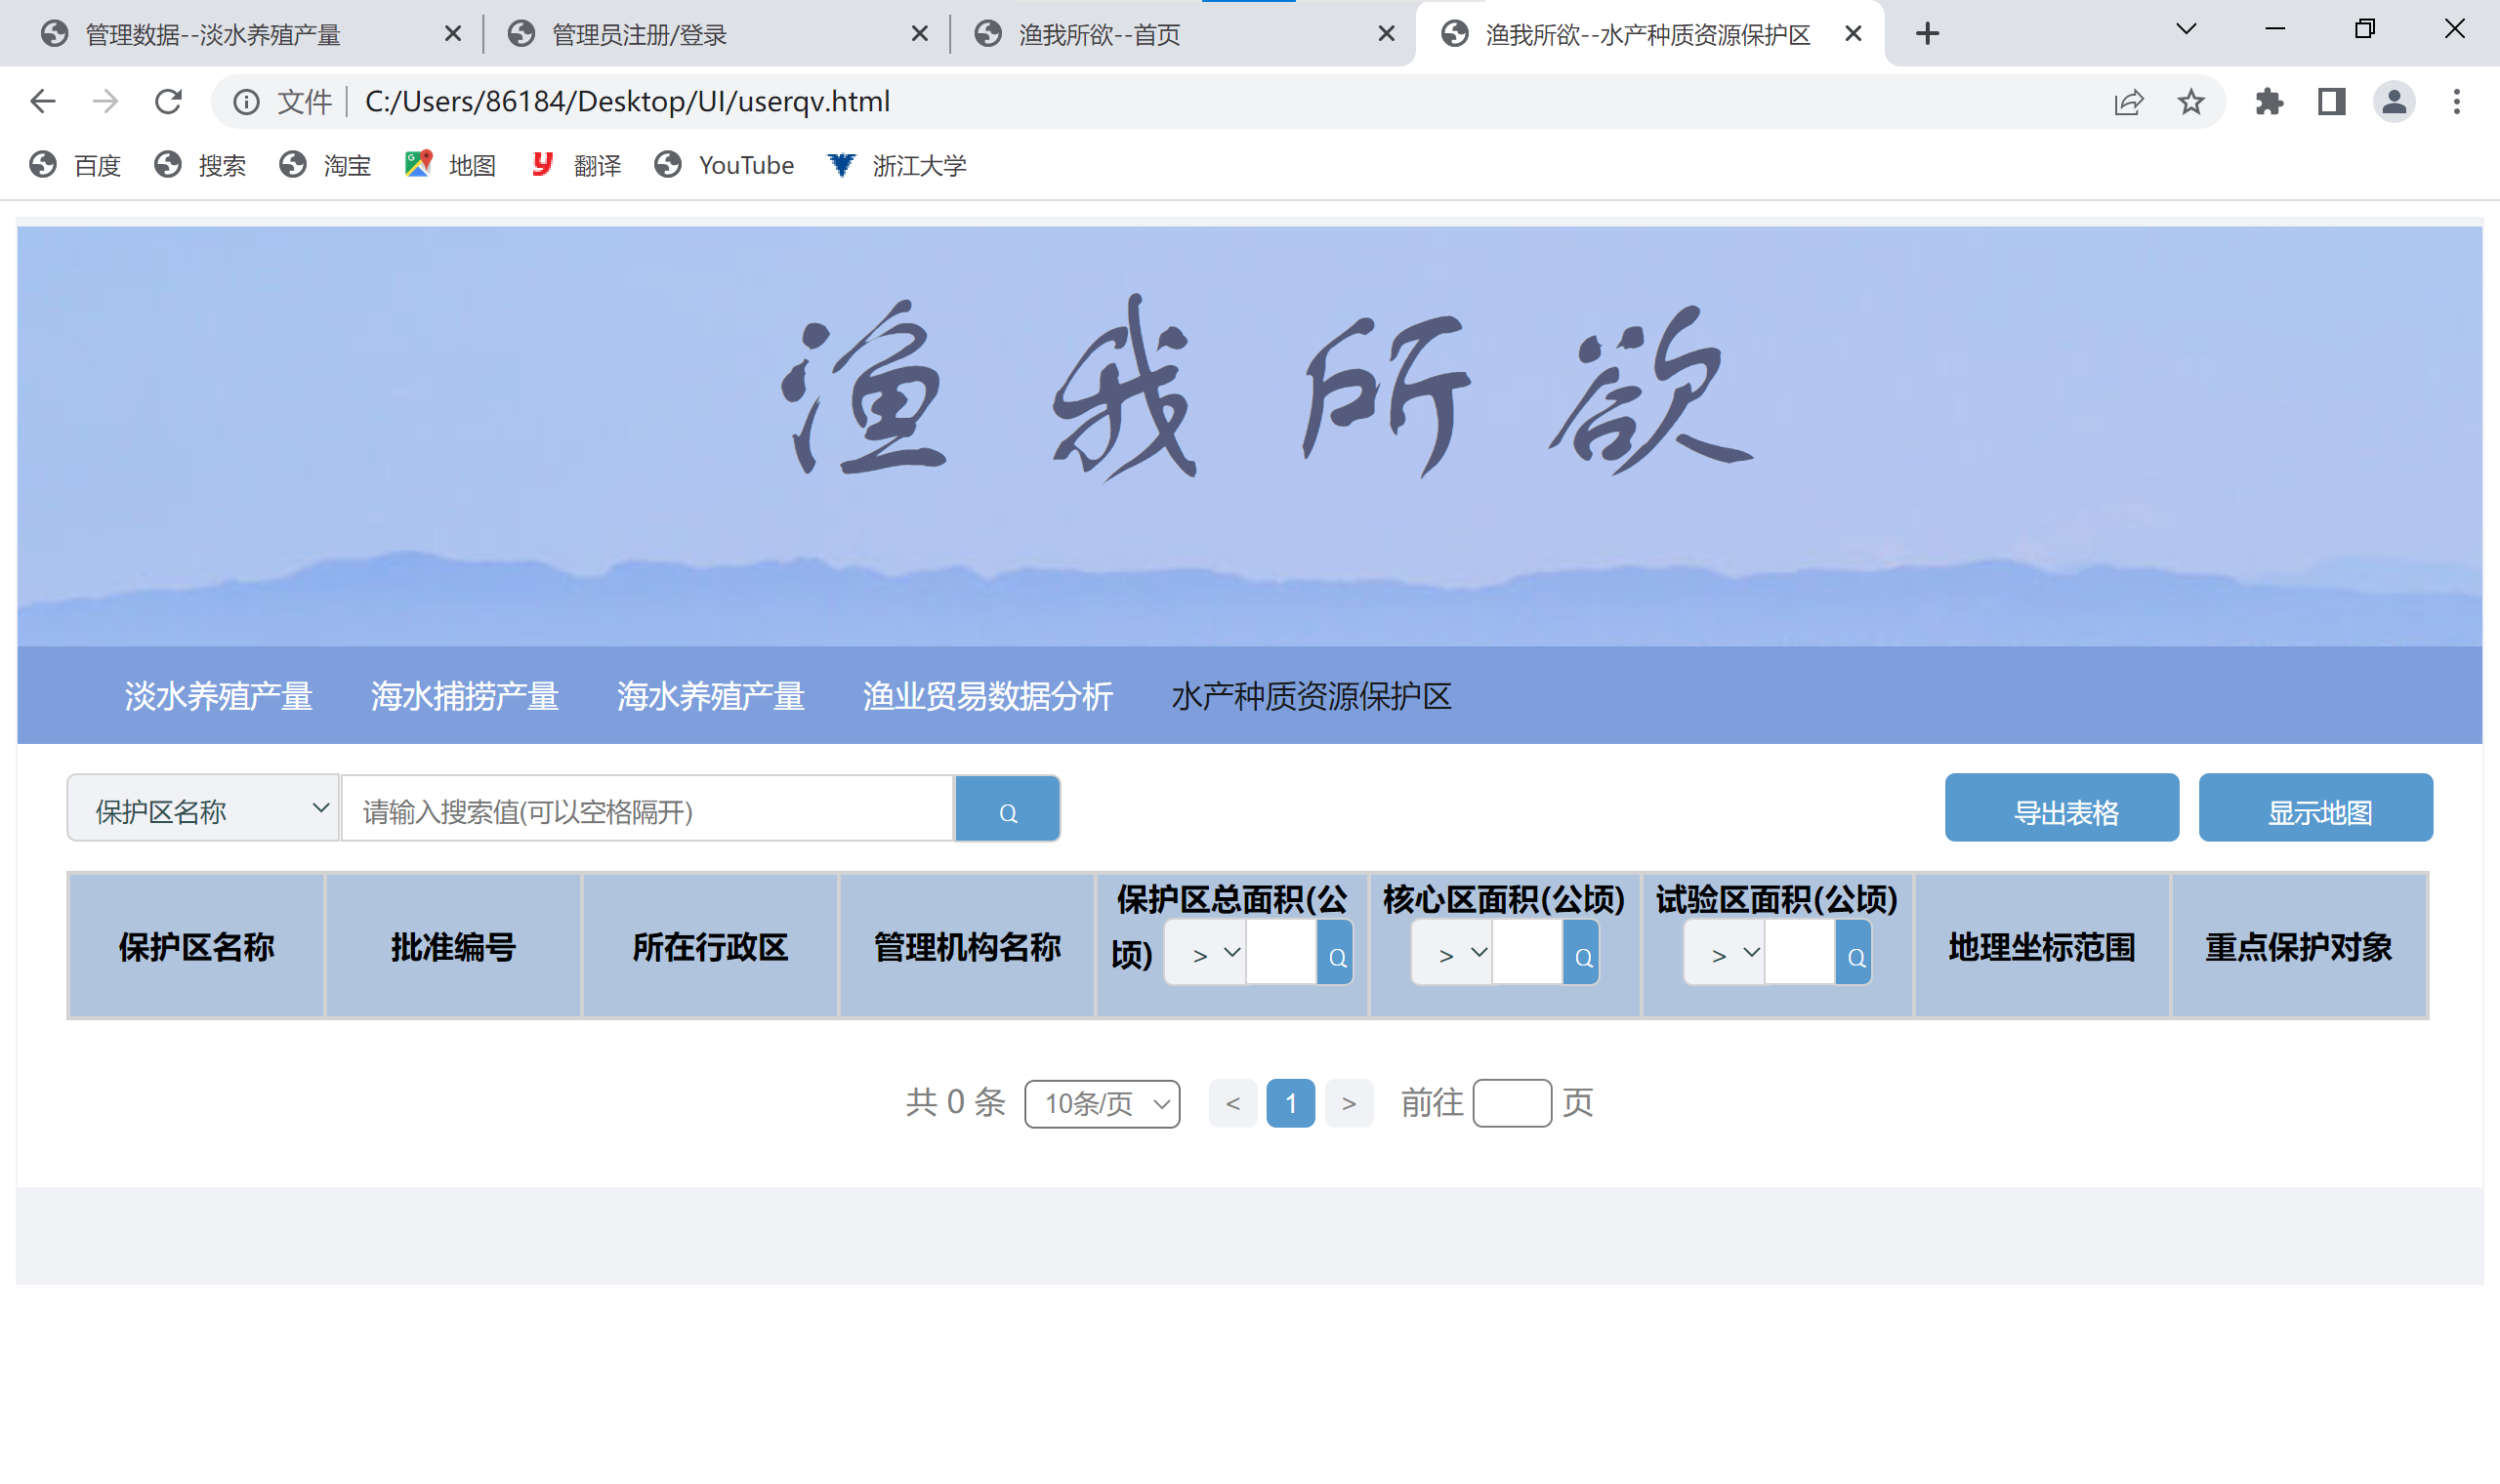 管理数据--淡水养殖产量
管理员注册/登录
渔我所欲--首页
渔我所欲--水产种质资源保护区
文件
C:/Users/86184/Desktop/UI/userqv.html
百度
搜索
淘宝
地图
翻译
YouTube
浙江大学
渔我所欲
淡水养殖产量
海水捕捞产量
海水养殖产量
渔业贸易数据分析
水产种质资源保护区
保护区名称
请输入搜索值(可以空格隔开)
导出表格
显示地图
保护区名称
批准编号
所在行政区
管理机构名称
保护区总面积(公
顷) >
核心区面积(公顷)
>
试验区面积(公顷)
>
地理坐标范围
重点保护对象
共 0 条
10条/页
< 1 >
前往 页